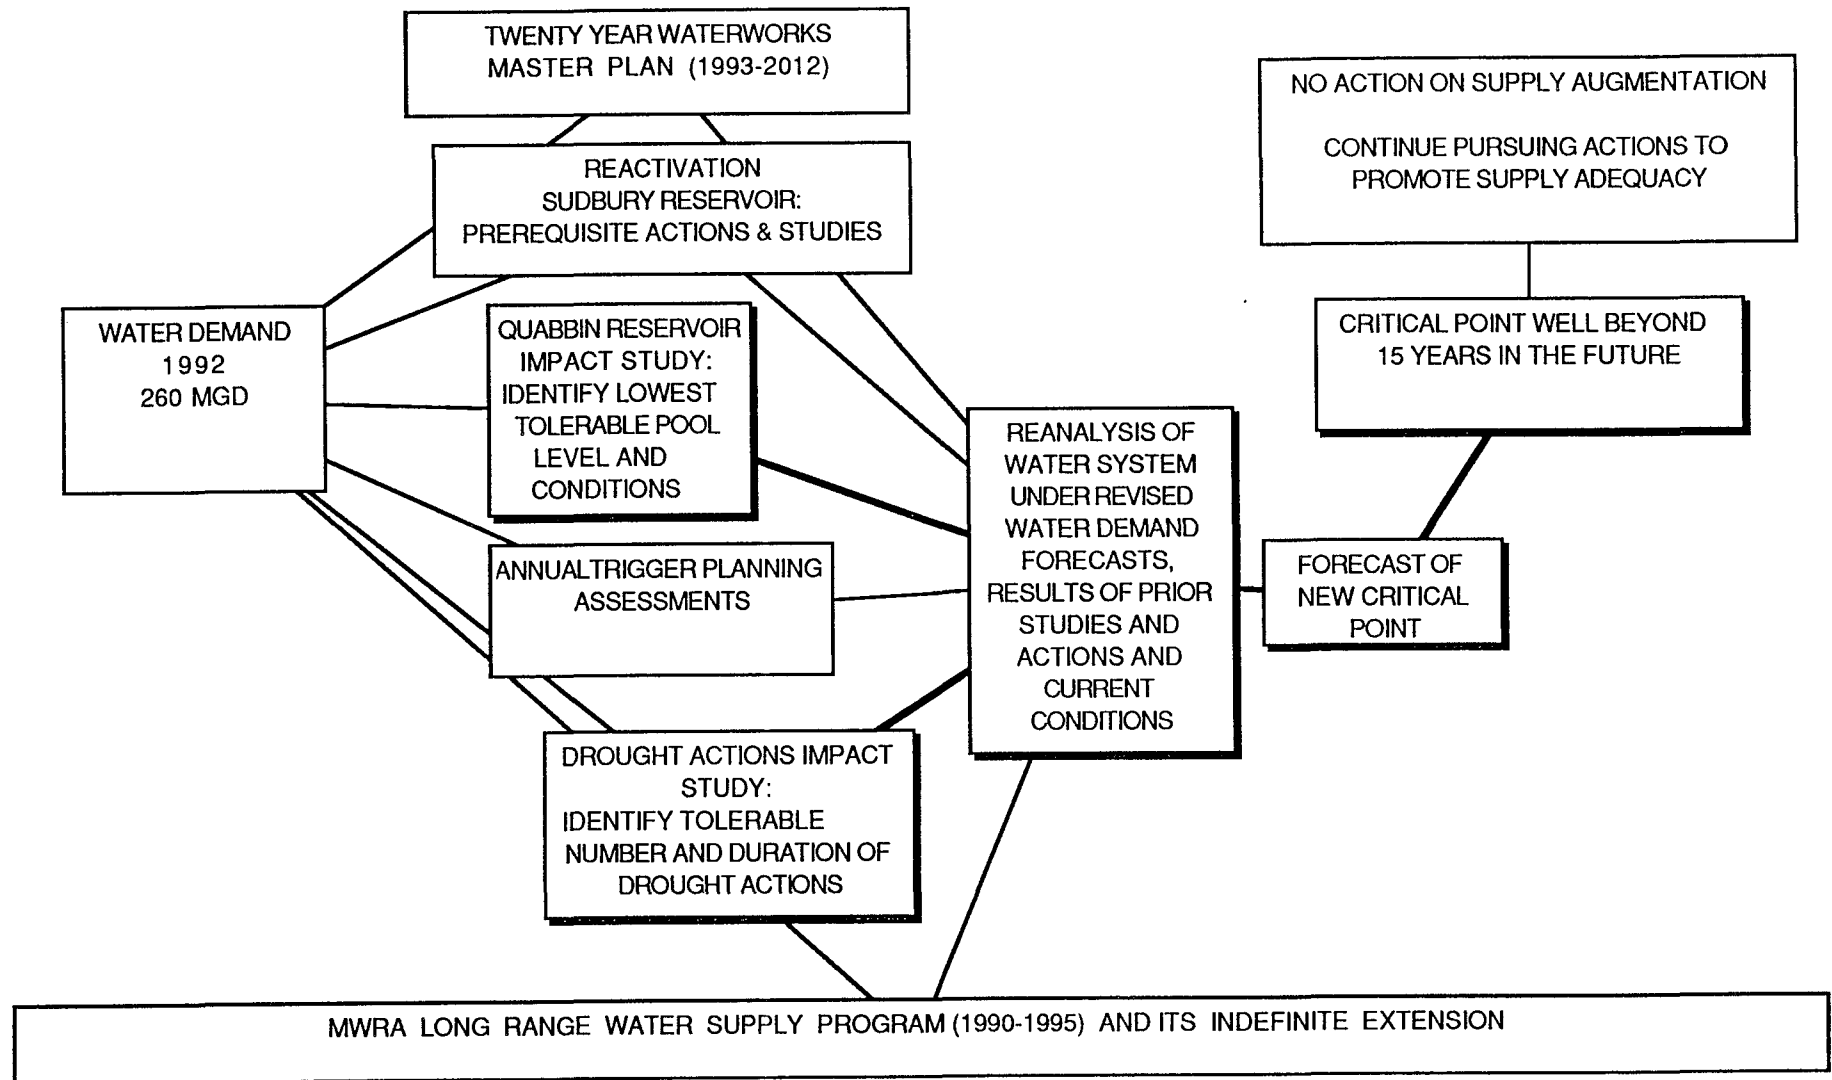 TWENTY YEAR WATERWORKS
MASTER PLAN (1993-2012)
REACTIVATION
SUDBURY RESERVOIR:
PREREQUISITE ACTIONS & STUDIES
WATER DEMAND
1992
260 MGD
QUABBIN RESERVOIR
IMPACT STUDY:
IDENTIFY LOWEST
TOLERABLE POOL
LEVEL AND
CONDITIONS
ANNUALTRIGGER PLANNING
ASSESSMENTS
DROUGHT ACTIONS IMPACT
STUDY:
IDENTIFY TOLERABLE
NUMBER AND DURATION OF
DROUGHT ACTIONS
REANALYSIS OF
WATER SYSTEM
UNDER REVISED
WATER DEMAND
FORECASTS,
RESULTS OF PRIOR
STUDIES AND
ACTIONS AND
CURRENT
CONDITIONS
FORECAST OF
NEW CRITICAL
POINT
CRITICAL POINT WELL BEYOND
15 YEARS IN THE FUTURE
NO ACTION ON SUPPLY AUGMENTATION
CONTINUE PURSUING ACTIONS TO
PROMOTE SUPPLY ADEQUACY
MWRA LONG RANGE WATER SUPPLY PROGRAM (1990-1995) AND ITS INDEFINITE EXTENSION